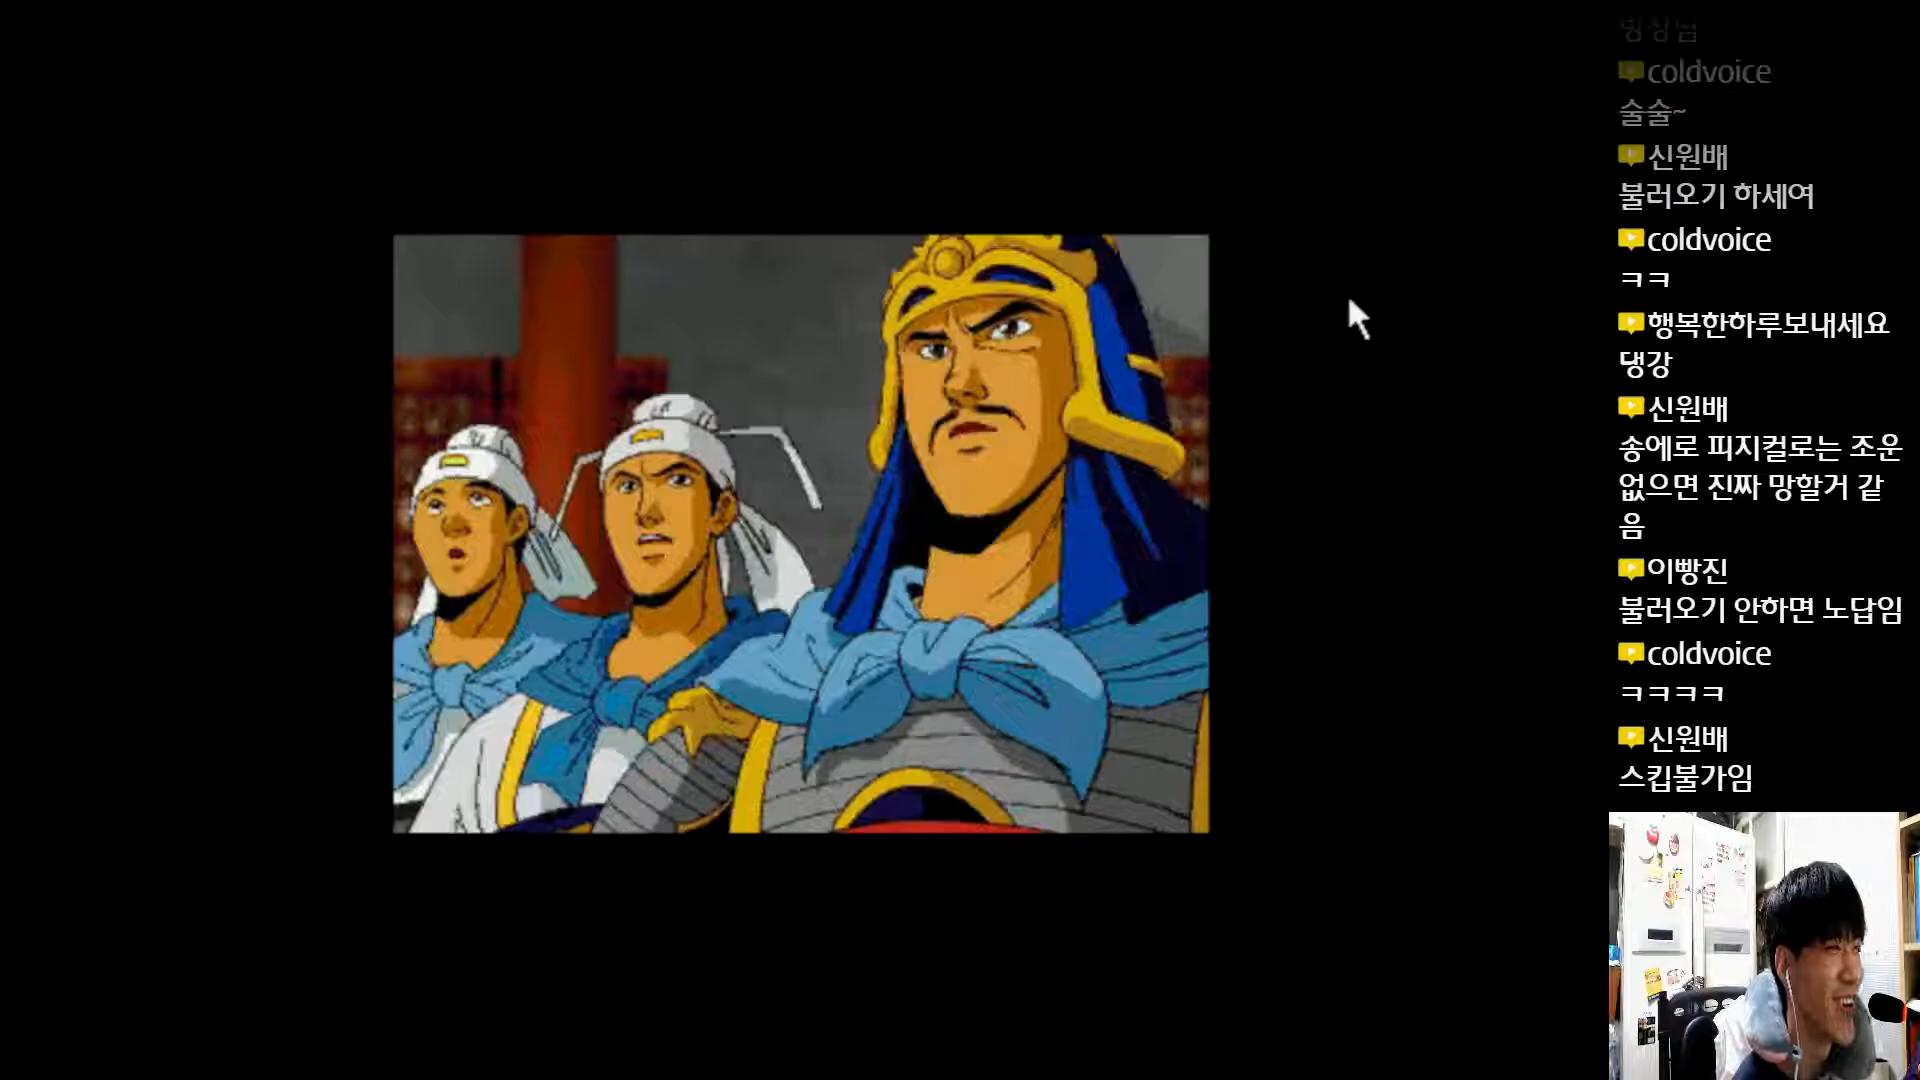 빙장님
coldvoice
술술~
신원배
불러오기 하세여
coldvoice
ㅋㅋ
행복한하루보내세요
댕강
신원배
송에로 피지컬로는 조운
없으면 진짜 망할거 같
음
이빵진
불러오기 안하면 노답임
coldvoice
ㅋㅋㅋㅋ
신원배
스킵불가임